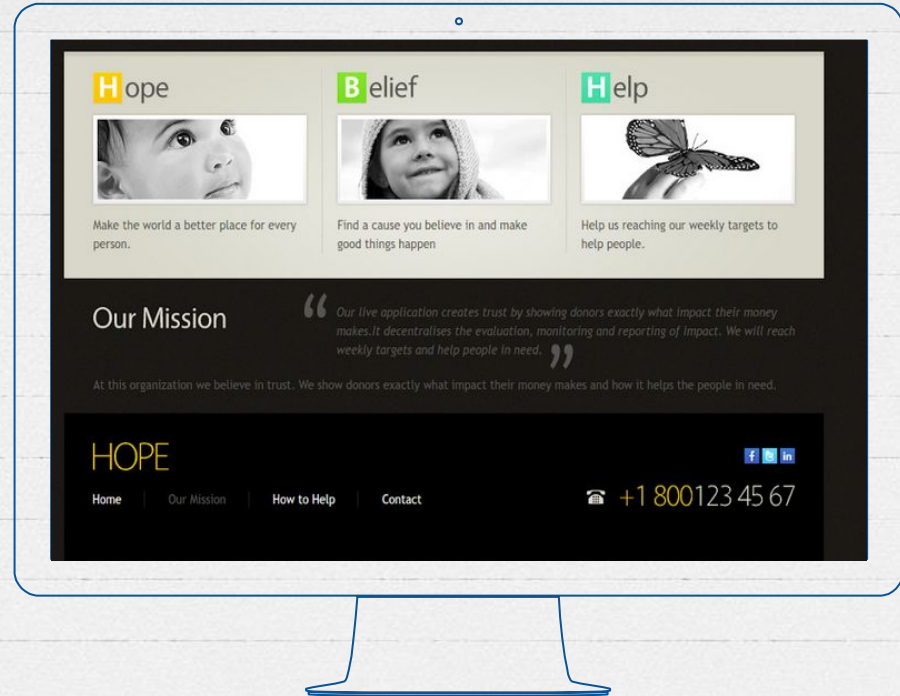 Hope
Belief
Help
Make the world a better place for every
person.
Find a cause you believe in and make
good things happen
Help us reaching our weekly targets to
help people.
Our Mission
“ Our live application creates trust by showing donors exactly what impact their money
makes.It decentralises the evaluation, monitoring and reporting of impact. We will reach
weekly targets and help people in need. ”
At this organization we believe in trust. We show donors exactly what impact their money makes and how it helps the people in need.
HOPE
f in
Home Our Mission How to Help Contact
+1 800123 45 67